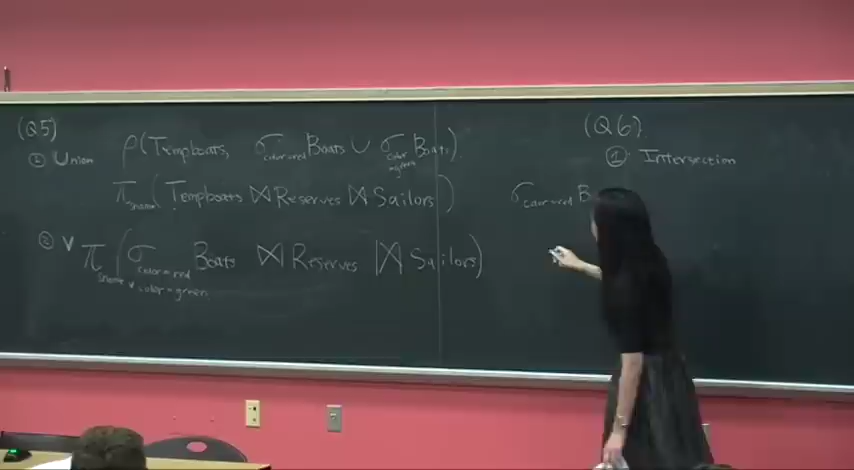 (Q5)
① Union ρ(Tempboats, σcolor=red Boats ∪ σcolor=green Boats)
πsname(Tempboats ⋈ Reserves ⋈ Sailors)
② ∨ πsname(σcolor=red ∨ color=green Boats ⋈ Reserves ⋈ Sailors)
(Q6)
① Intersection
σcolor=red B